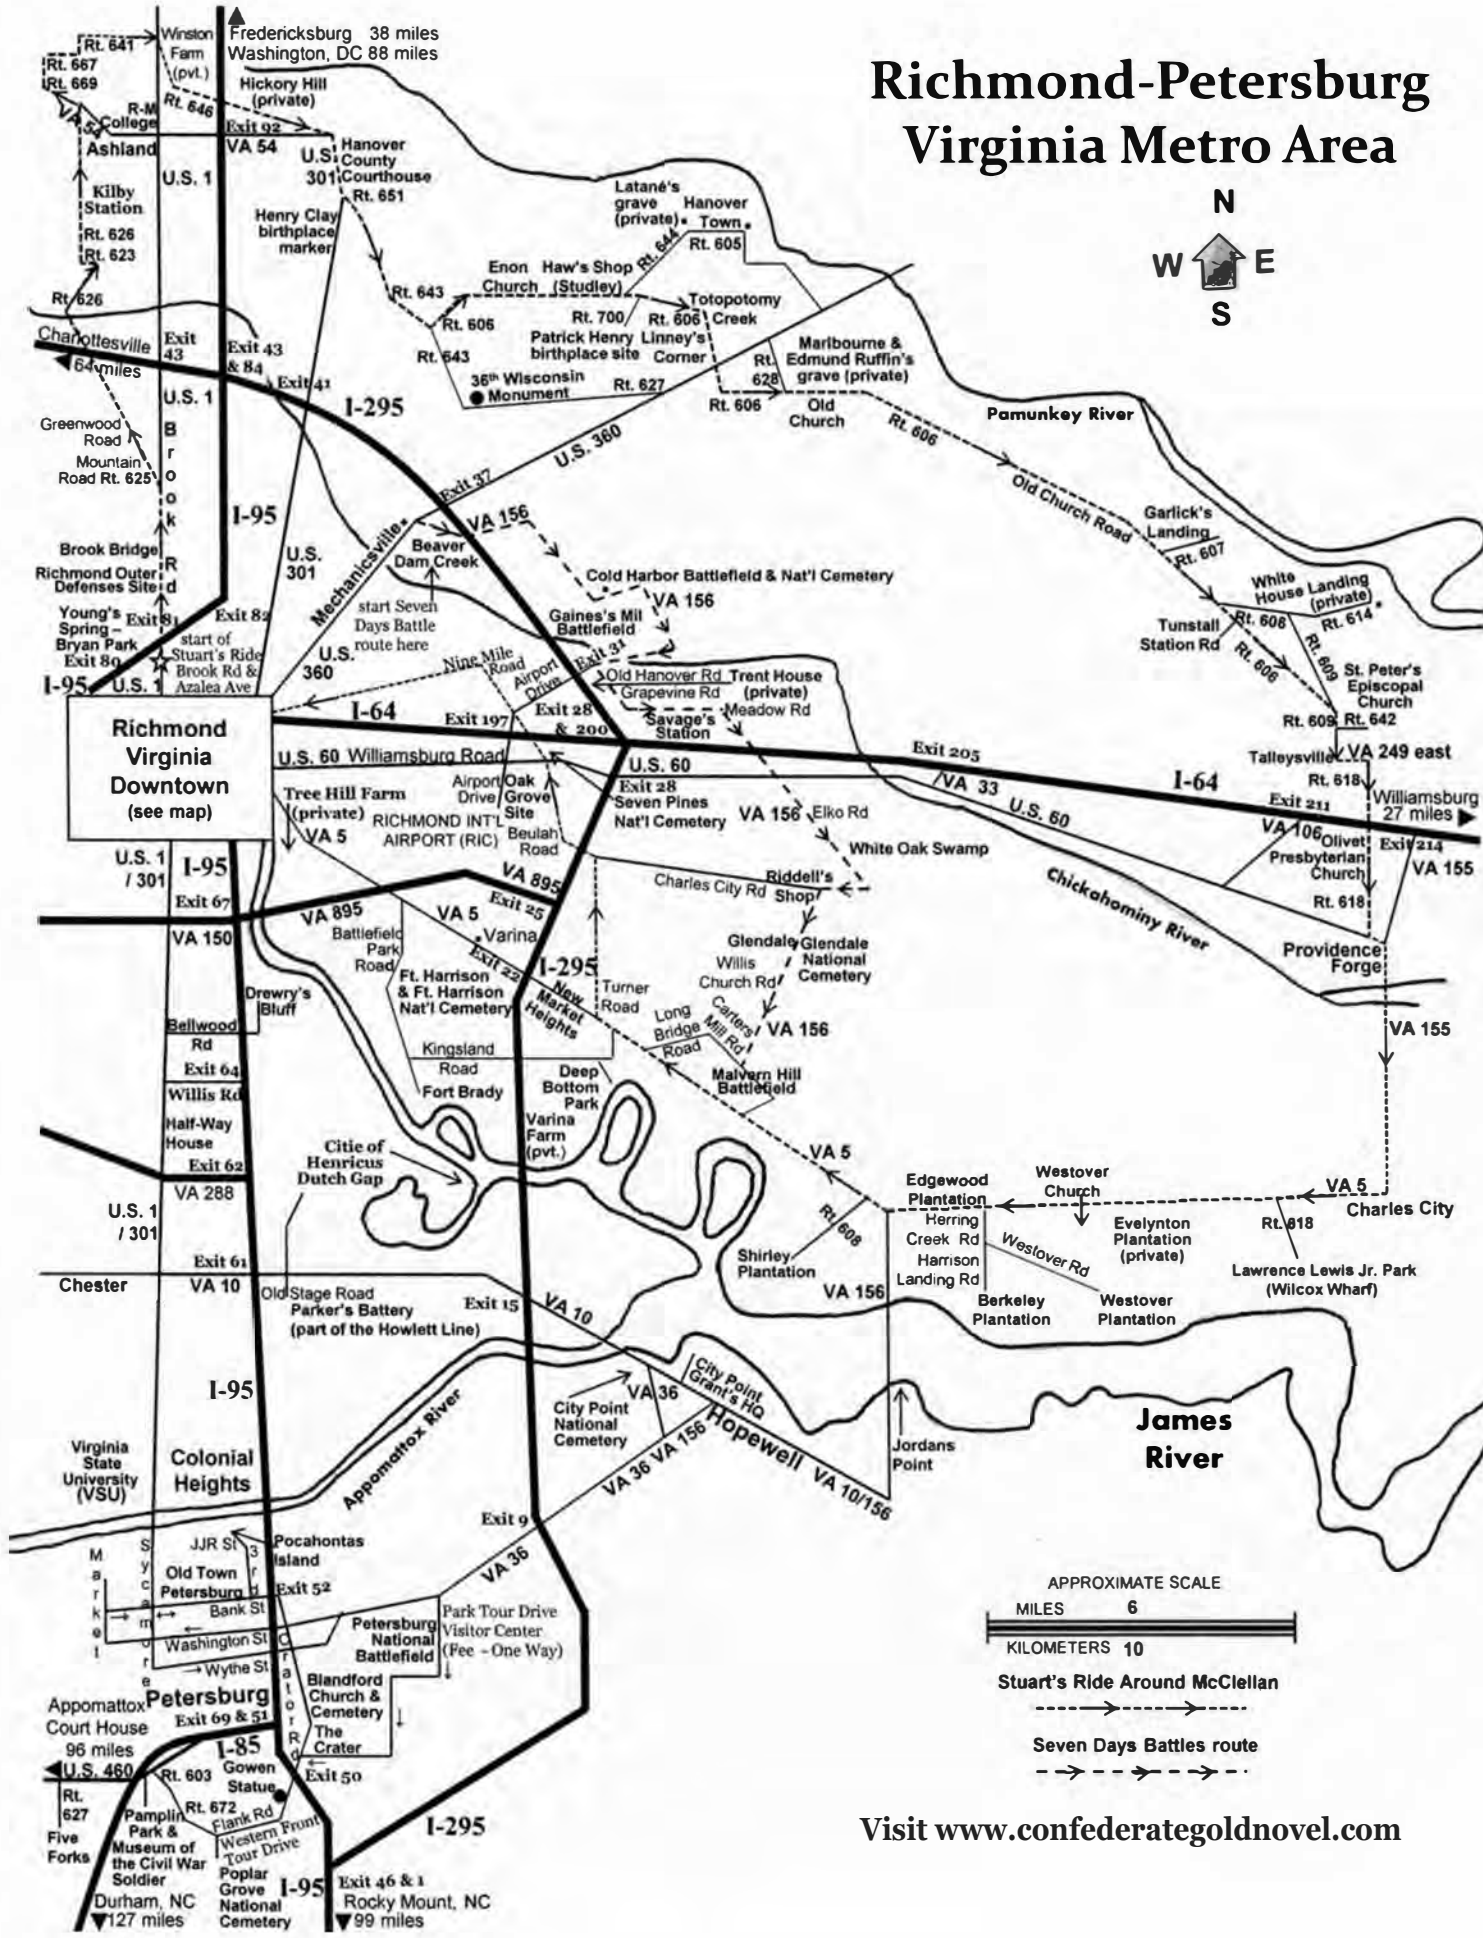 Richmond-Petersburg
Virginia Metro Area
N
W
E
S
Fredericksburg 38 miles
Washington, DC 88 miles
Winston
Farm
(pvt.)
Rt. 641
Rt. 667
Rt. 669
VA 54
R-M
College
Rt. 646
Hickory Hill
(private)
Exit 92
VA 54
Ashland
U.S. 1
U.S.
301
Hanover
County
Courthouse
Rt. 651
Kilby
Station
Rt. 626
Rt. 623
Henry Clay
birthplace
marker
Rt. 626
Latané's
grave
(private)
Hanover
Town
Rt. 644
Rt. 605
Enon
Church
Haw's Shop
(Studley)
Rt. 643
Rt. 606
Rt. 700
Rt. 606
Totopotomy
Creek
Patrick Henry
birthplace site
Linney's
Corner
Rt. 643
36th Wisconsin
Monument
Rt. 627
Rt.
628
Marlbourne &
Edmund Ruffin's
grave (private)
Rt. 606
Old
Church
Rt. 606
Pamunkey River
Charlottesville
64 miles
Exit
43
Exit 43
& 84
Exit 41
I-295
U.S. 1
Greenwood
Road
Mountain
Road Rt. 625
Brook Rd
I-95
U.S. 360
Exit 37
VA 156
Old Church Road
Garlick's
Landing
Rt. 607
Brook Bridge
Richmond Outer
Defenses Site
U.S.
301
Mechanicsville
Beaver
Dam Creek
Cold Harbor Battlefield & Nat'l Cemetery
VA 156
White
House Landing
(private)
Rt. 608
Rt. 614
Young's
Spring –
Bryan Park
Exit 81
Exit 82
Exit 80
start of
Stuart's Ride
Brook Rd &
Azalea Ave
start Seven
Days Battle
route here
Gaines's Mil
Battlefield
Tunstall
Station Rd
Rt. 606
Rt. 609
I-95
U.S. 1
U.S.
360
Nine Mile
Road
Airport
Drive
Exit 31
Old Hanover Rd
Grapevine Rd
Trent House
(private)
Meadow Rd
St. Peter's
Episcopal
Church
Rt. 609
Rt. 642
Richmond
Virginia
Downtown
(see map)
I-64
Exit 197
Exit 28
& 200
Savage's
Station
Exit 205
Talleysville
VA 249 east
I-64
Rt. 618
U.S. 60 Williamsburg Road
U.S. 60
Exit 28
Seven Pines
Nat'l Cemetery
VA 33
U.S. 60
Exit 211
Williamsburg
27 miles
Tree Hill Farm
(private)
VA 5
Airport
Drive
Oak
Grove
Site
RICHMOND INT'L
AIRPORT (RIC)
Beulah
Road
VA 156
Elko Rd
VA 106
Olivet
Presbyterian
Church
Exit 214
VA 155
White Oak Swamp
U.S. 1
/ 301
I-95
VA 895
Charles City Rd
Riddell's
Shop
Chickahominy River
Rt. 618
Exit 67
VA 895
Exit 25
VA 150
Battlefield
Park
Road
VA 5
Varina
Exit 22
Glendale
Glendale
National
Cemetery
Willis
Church Rd
Providence
Forge
Ft. Harrison
& Ft. Harrison
Nat'l Cemetery
I-295
New
Market
Heights
Turner
Road
Drewry's
Bluff
Bellwood
Rd
Long
Bridge
Road
Carters
Mill Rd
VA 156
VA 155
Exit 64
Willis Rd
Kingsland
Road
Fort Brady
Deep
Bottom
Park
Malvern Hill
Battlefield
Half-Way
House
Exit 62
VA 288
Citie of
Henricus
Dutch Gap
Varina
Farm
(pvt.)
VA 5
Edgewood
Plantation
Westover
Church
VA 5
Charles City
U.S. 1
/ 301
Rt. 608
Shirley
Plantation
Herring
Creek Rd
Harrison
Landing Rd
Westover Rd
Evelynton
Plantation
(private)
Rt. 618
Lawrence Lewis Jr. Park
(Wilcox Wharf)
Exit 61
VA 10
Chester
Old Stage Road
Parker's Battery
(part of the Howlett Line)
Exit 15
VA 10
VA 156
Berkeley
Plantation
Westover
Plantation
I-95
Appomattox River
City Point
National
Cemetery
VA 36
City Point
Grant's HQ
Hopewell
VA 36 VA 156
VA 10/156
Jordans
Point
James
River
Virginia
State
University
(VSU)
Colonial
Heights
Exit 9
VA 36
Market
Sycamore
JJR St
3rd
Pocahontas
Island
Old Town
Petersburg
Exit 52
Bank St
Washington St
Wythe St
Crator Rd
Petersburg
National
Battlefield
Park Tour Drive
Visitor Center
(Fee - One Way)
Blandford
Church &
Cemetery
The
Crater
Petersburg
Exit 69 & 51
Appomattox
Court House
96 miles
U.S. 460
I-85
Rt. 603
Gowen
Statue
Exit 50
Rt.
627
Rt. 672
Flank Rd
Western Front
Tour Drive
Five
Forks
Pamplin
Park &
Museum of
the Civil War
Soldier
Poplar
Grove
National
Cemetery
I-95
I-295
Exit 46 & 1
Durham, NC
127 miles
Rocky Mount, NC
99 miles
APPROXIMATE SCALE
MILES 6
KILOMETERS 10
Stuart's Ride Around McClellan
Seven Days Battles route
Visit www.confederategoldnovel.com